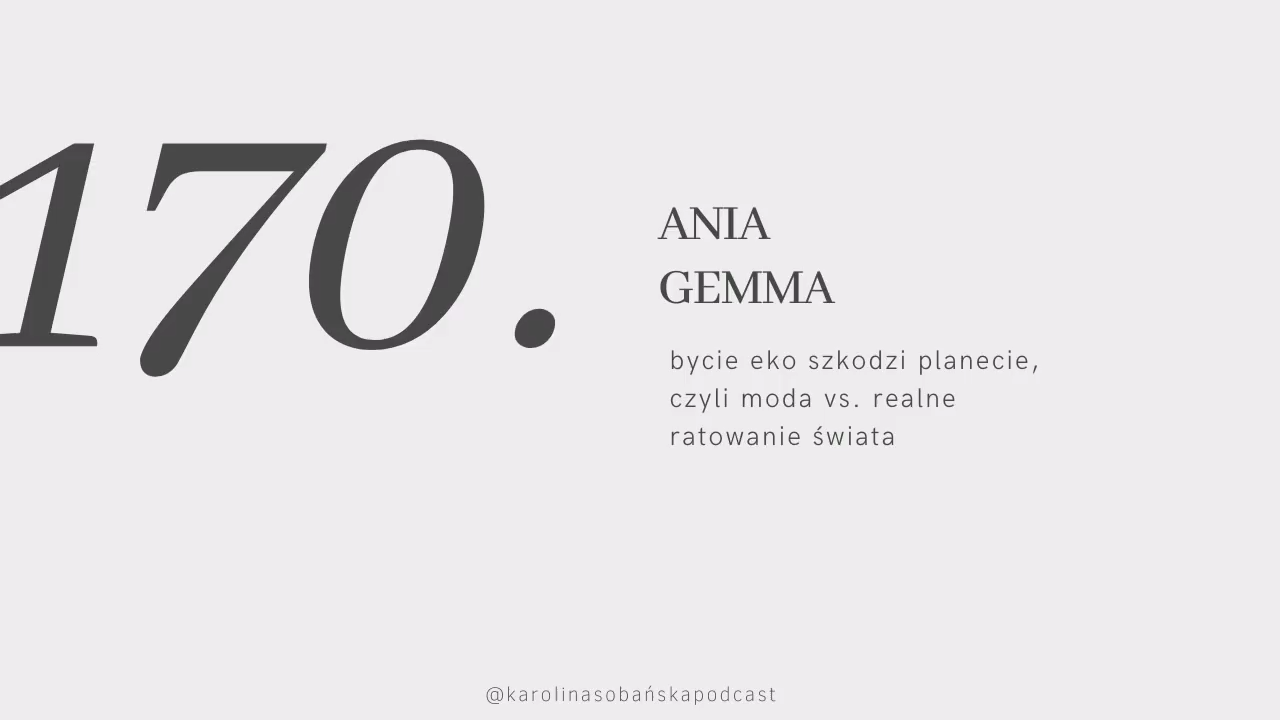 170.
ANIA
GEMMA
bycie eko szkodzi planecie,
czyli moda vs. realne
ratowanie świata
@karolinasobańskapodcast